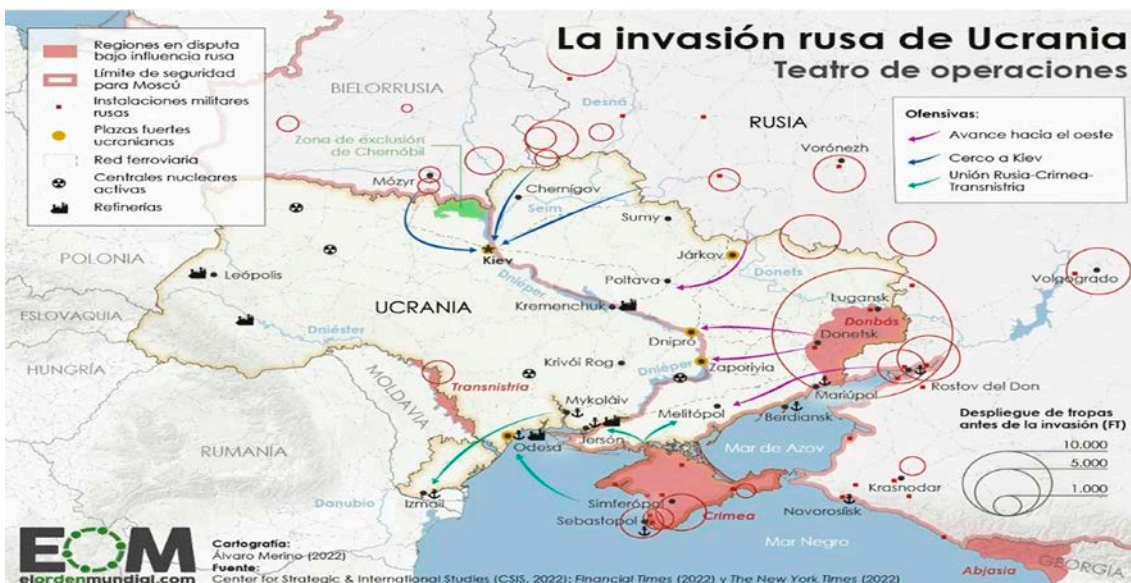 La invasión rusa de Ucrania
Teatro de operaciones
Regiones en disputa
bajo influencia rusa
Límite de seguridad
para Moscú
Instalaciones militares
rusas
Plazas fuertes
ucranianas
Red ferroviaria
Centrales nucleares
activas
Refinerías
Ofensivas:
Avance hacia el oeste
Cerco a Kiev
Unión Rusia-Crimea-
Transnistria
BIELORRUSIA
Desná
RUSIA
Zona de exclusión
de Chernóbil
Vorónezh
Mózyr
Chernígov
Seim
Sumy
POLONIA
Kiev
Járkov
Leópolis
Poltava
Donets
Volgogrado
Dniéper
UCRANIA
Kremenchuk
Lugansk
ESLOVAQUIA
Dniéster
Donbás
Dnipro
Donetsk
HUNGRÍA
Krivói Rog
Dniéper
Zaporiyia
Transnistria
Rostov del Don
MOLDAVIA
Mykoláiv
Melitópol
Mariúpol
Berdiansk
Despliegue de tropas
antes de la invasión (FT)
10.000
5.000
1.000
Odesa
Jersón
Mar de Azov
RUMANÍA
Krasnodar
Danubio
Izmail
Simferópol
Novorosíisk
Sebastopol
Crimea
Mar Negro
GEORGIA
Abjasia
EOM
elordenmundial.com
Cartografía:
Álvaro Merino (2022)
Fuente:
Center for Strategic & International Studies (CSIS, 2022); Financial Times (2022) y The New York Times (2022)